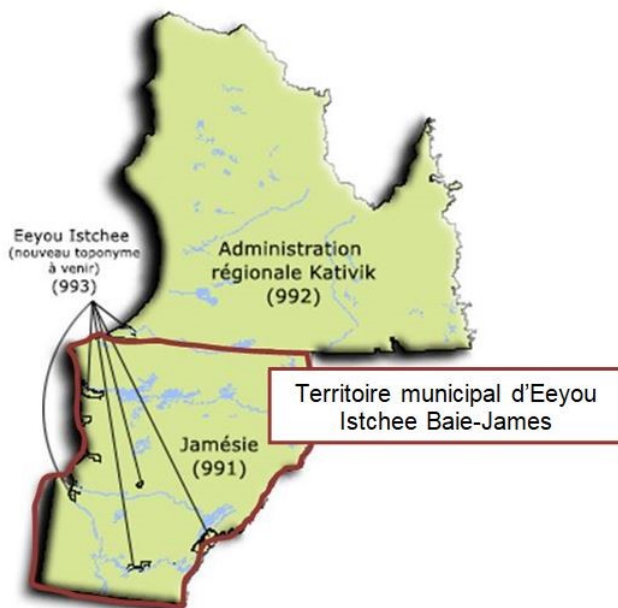 Eeyou Istchee
(nouveau toponyme
à venir)
(993)
Administration
régionale Kativik
(992)
Territoire municipal d’Eeyou
Istchee Baie-James
Jamésie
(991)